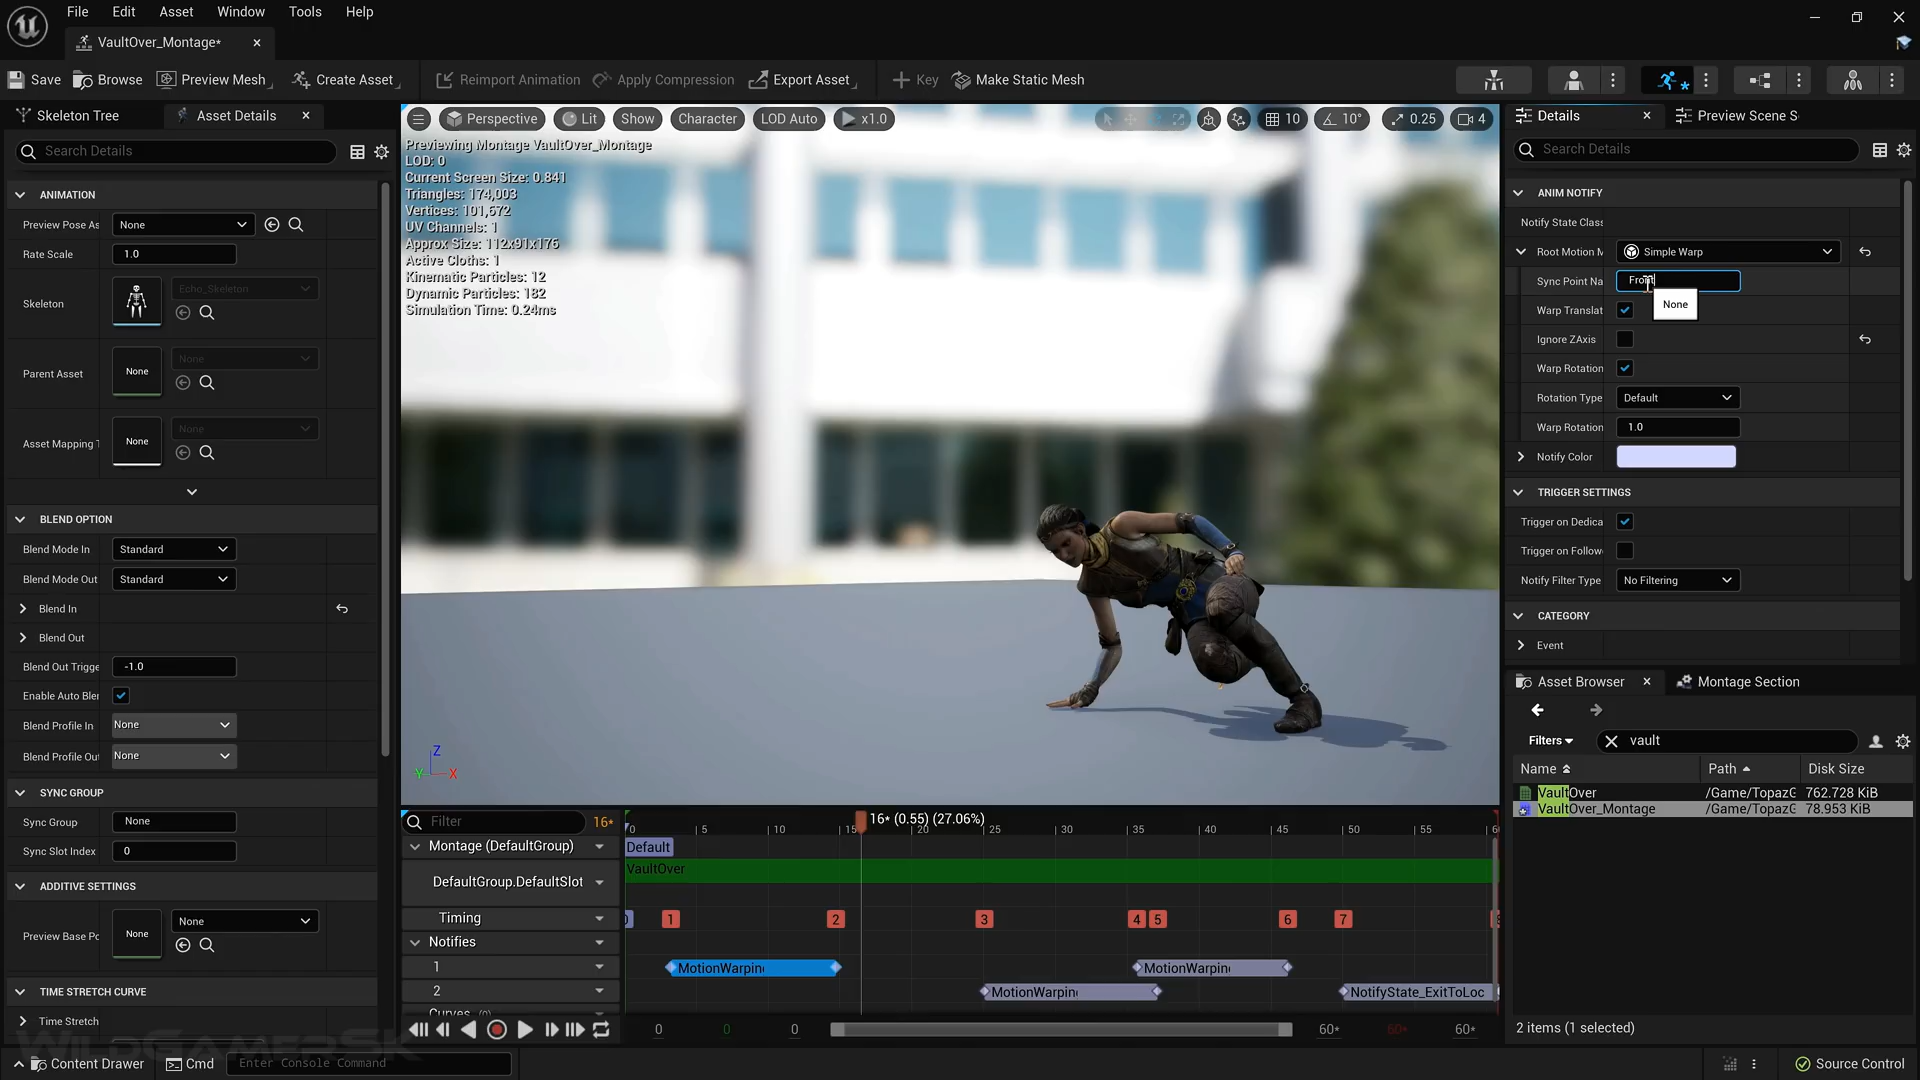 File Edit Asset Window Tools Help
VaultOver_Montage*
Save Browse Preview Mesh Create Asset Reimport Animation Apply Compression Export Asset Key Make Static Mesh
Skeleton Tree Asset Details
Search Details
ANIMATION
Preview Pose As None
Rate Scale 1.0
Skeleton Echo_Skeleton
Parent Asset None None
Asset Mapping T None None
BLEND OPTION
Blend Mode In Standard
Blend Mode Out Standard
Blend In
Blend Out
Blend Out Trigge -1.0
Enable Auto Blen
Blend Profile In None
Blend Profile Out None
SYNC GROUP
Sync Group None
Sync Slot Index 0
ADDITIVE SETTINGS
Preview Base Po None None
TIME STRETCH CURVE
Time Stretch
WILDGAMERSK
Perspective Lit Show Character LOD Auto x1.0 10 10° 0.25 4
Previewing Montage VaultOver_Montage
LOD: 0
Current Screen Size: 0.841
Triangles: 174,003
Vertices: 101,672
UV Channels: 1
Approx Size: 112x91x176
Active Cloths: 1
Kinematic Particles: 12
Dynamic Particles: 182
Simulation Time: 0.24ms
Z
Y X
Filter 16*
16* (0.55) (27.06%)
0 5 10 15 20 25 30 35 40 45 50 55 60
Montage (DefaultGroup) Default
VaultOver
DefaultGroup.DefaultSlot
Timing 1 2 3 4 5 6 7
Notifies
1 MotionWarpin MotionWarpin
2 MotionWarpin NotifyState_ExitToLoc
Curves (0)
0 0 0 60* 60* 60*
Details Preview Scene S
Search Details
ANIM NOTIFY
Notify State Class
Root Motion M Simple Warp
Sync Point Na Front
None
Warp Translat
Ignore ZAxis
Warp Rotation
Rotation Type Default
Warp Rotation 1.0
Notify Color
TRIGGER SETTINGS
Trigger on Dedica
Trigger on Follow
Notify Filter Type No Filtering
CATEGORY
Event
Asset Browser Montage Section
Filters vault
Name Path Disk Size
VaultOver /Game/TopazG 762.728 KiB
VaultOver_Montage /Game/TopazG 78.953 KiB
2 items (1 selected)
Content Drawer Cmd Enter Console Command Source Control